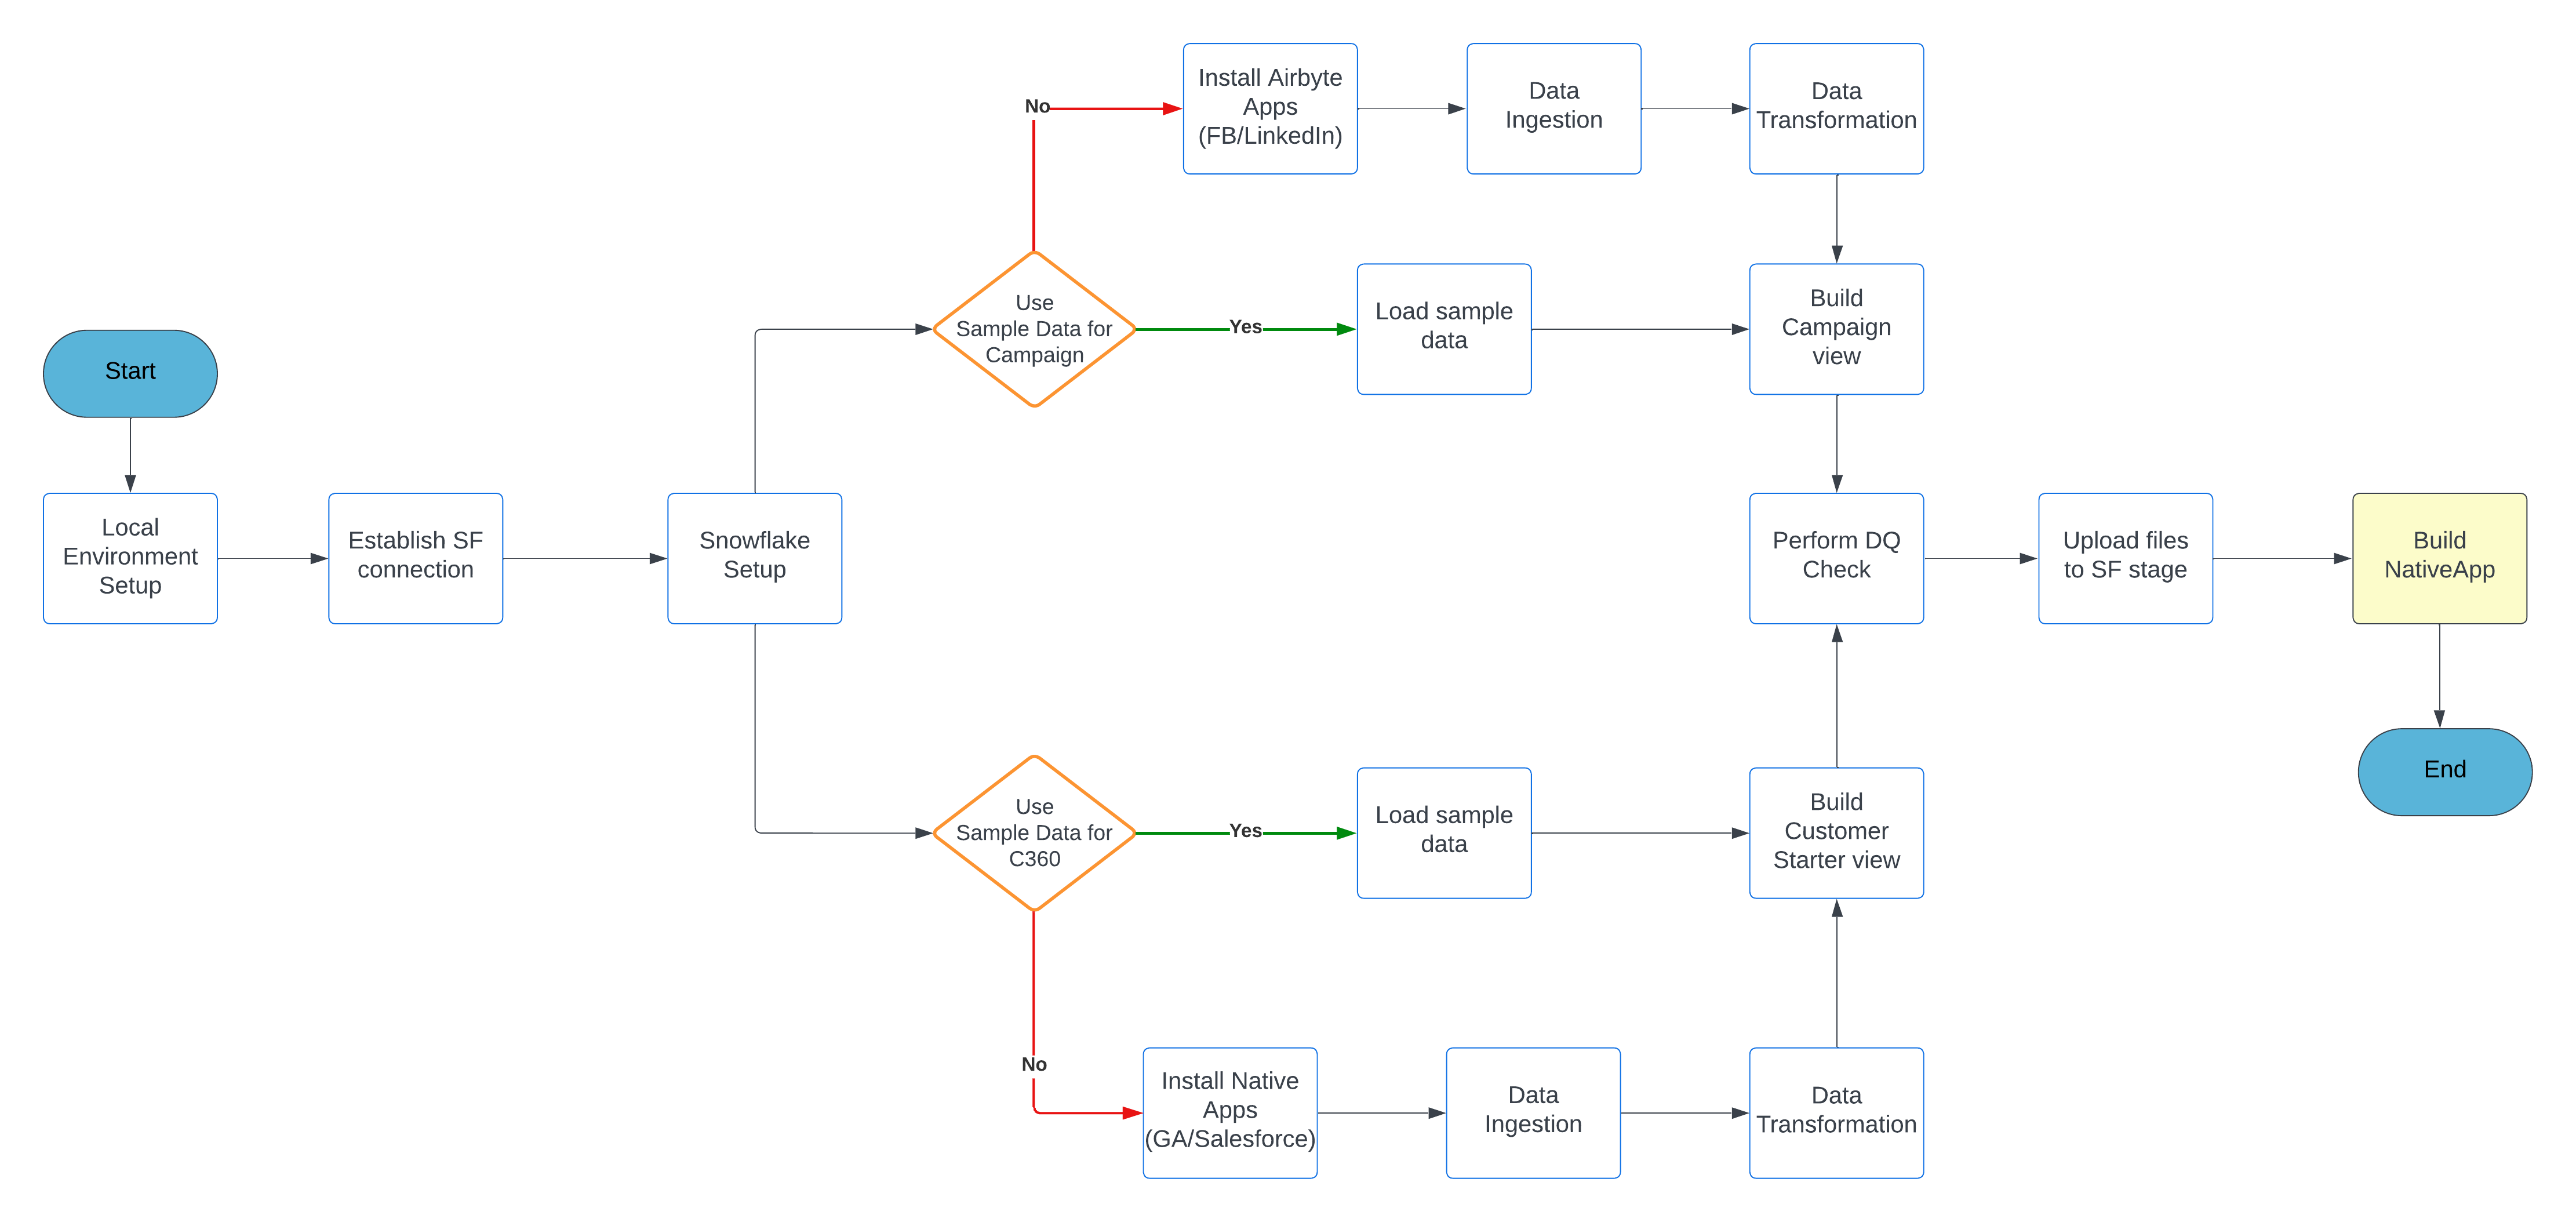 Install Airbyte
Apps
(FB/LinkedIn)
Data
Ingestion
Data
Transformation
No
Use
Sample Data for
Campaign
Yes
Load sample
data
Build
Campaign
view
Start
Local
Environment
Setup
Establish SF
connection
Snowflake
Setup
Perform DQ
Check
Upload files
to SF stage
Build
NativeApp
End
Use
Sample Data for
C360
Yes
Load sample
data
Build
Customer
Starter view
No
Install Native
Apps
(GA/Salesforce)
Data
Ingestion
Data
Transformation